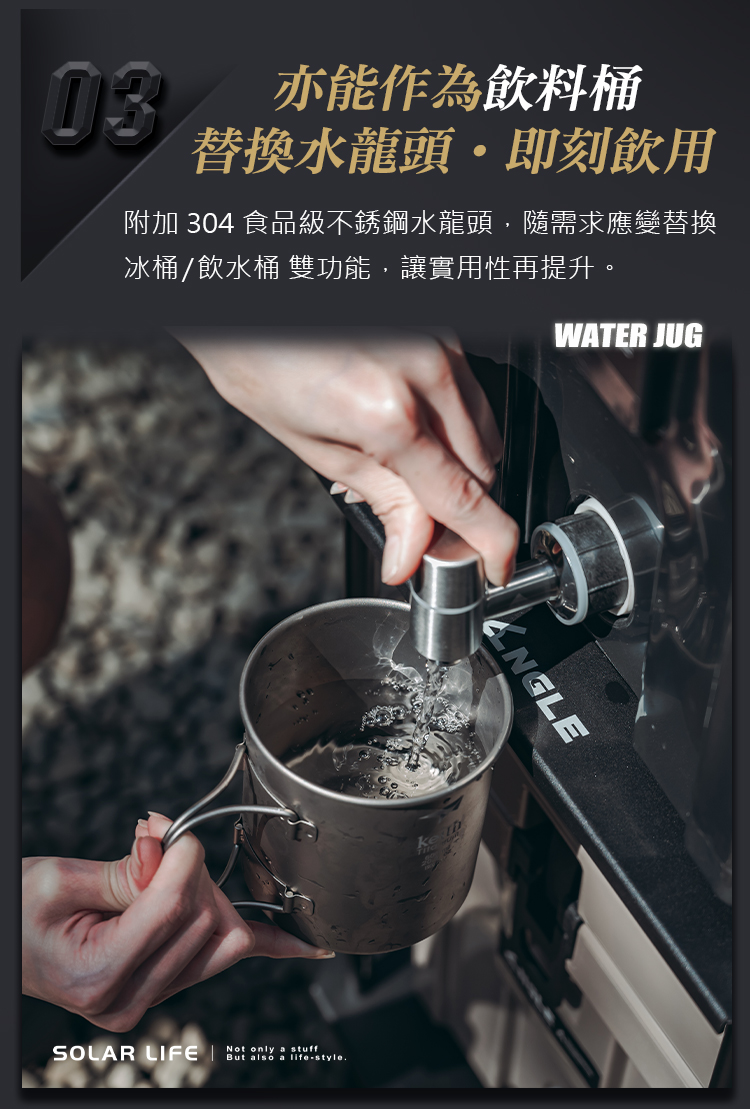 03
亦能作為飲料桶
替換水龍頭・即刻飲用
附加 304 食品級不銹鋼水龍頭，隨需求應變替換
冰桶/飲水桶 雙功能，讓實用性再提升。
WATER JUG
ANGLE
SOLAR LIFE
Not only a stuff
But also a life-style.